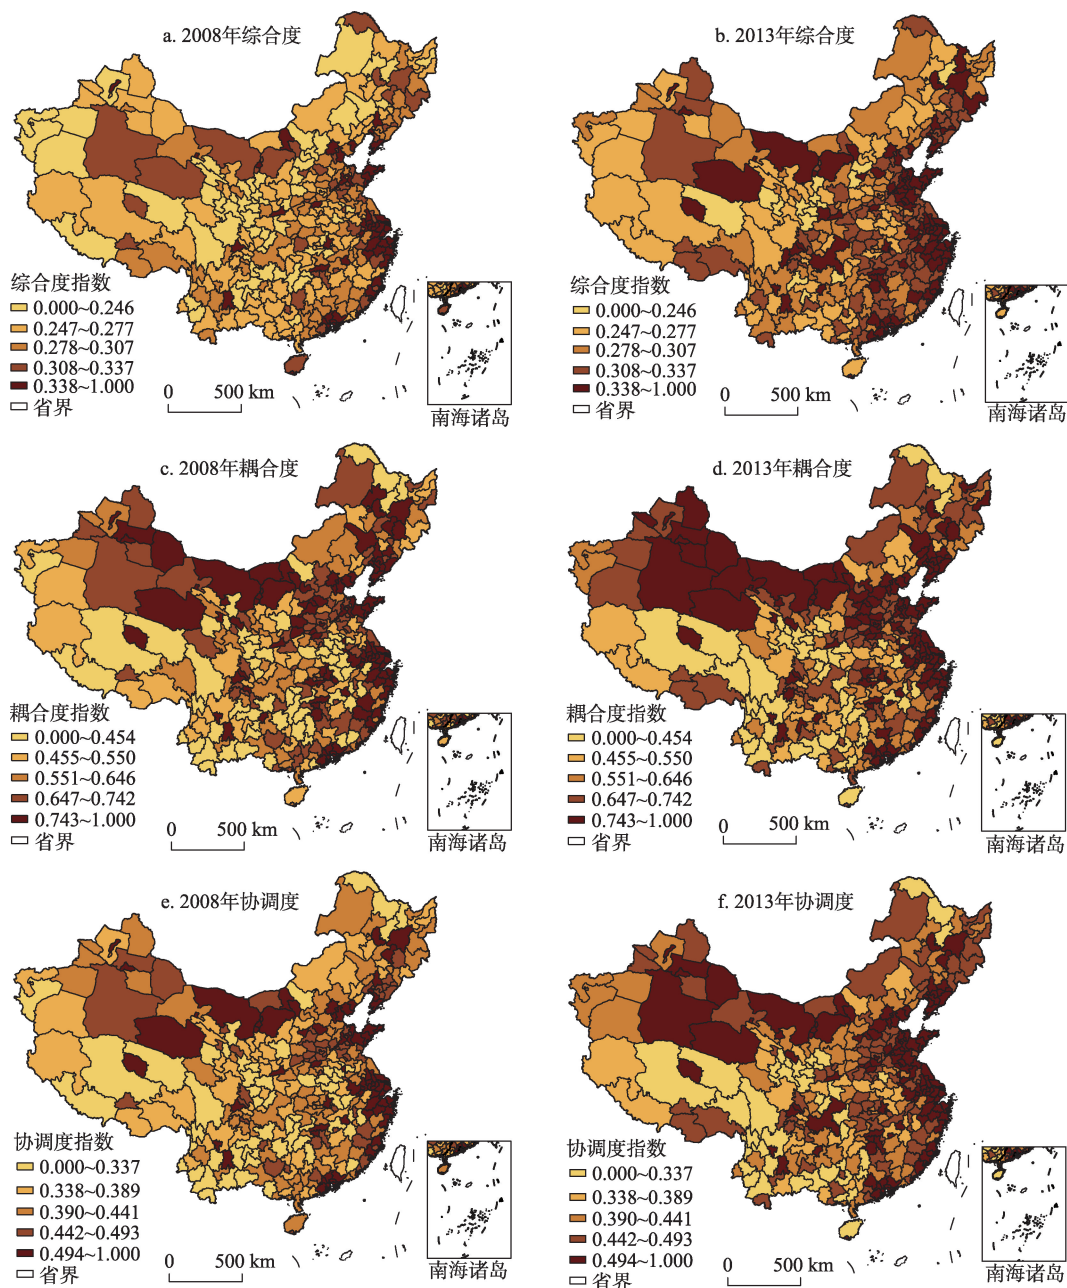 a. 2008年综合度
综合度指数
0.000~0.246
0.247~0.277
0.278~0.307
0.308~0.337
0.338~1.000
省界
0 500 km
南海诸岛
b. 2013年综合度
综合度指数
0.000~0.246
0.247~0.277
0.278~0.307
0.308~0.337
0.338~1.000
省界
0 500 km
南海诸岛
c. 2008年耦合度
耦合度指数
0.000~0.454
0.455~0.550
0.551~0.646
0.647~0.742
0.743~1.000
省界
0 500 km
南海诸岛
d. 2013年耦合度
耦合度指数
0.000~0.454
0.455~0.550
0.551~0.646
0.647~0.742
0.743~1.000
省界
0 500 km
南海诸岛
e. 2008年协调度
协调度指数
0.000~0.337
0.338~0.389
0.390~0.441
0.442~0.493
0.494~1.000
省界
0 500 km
南海诸岛
f. 2013年协调度
协调度指数
0.000~0.337
0.338~0.389
0.390~0.441
0.442~0.493
0.494~1.000
省界
0 500 km
南海诸岛